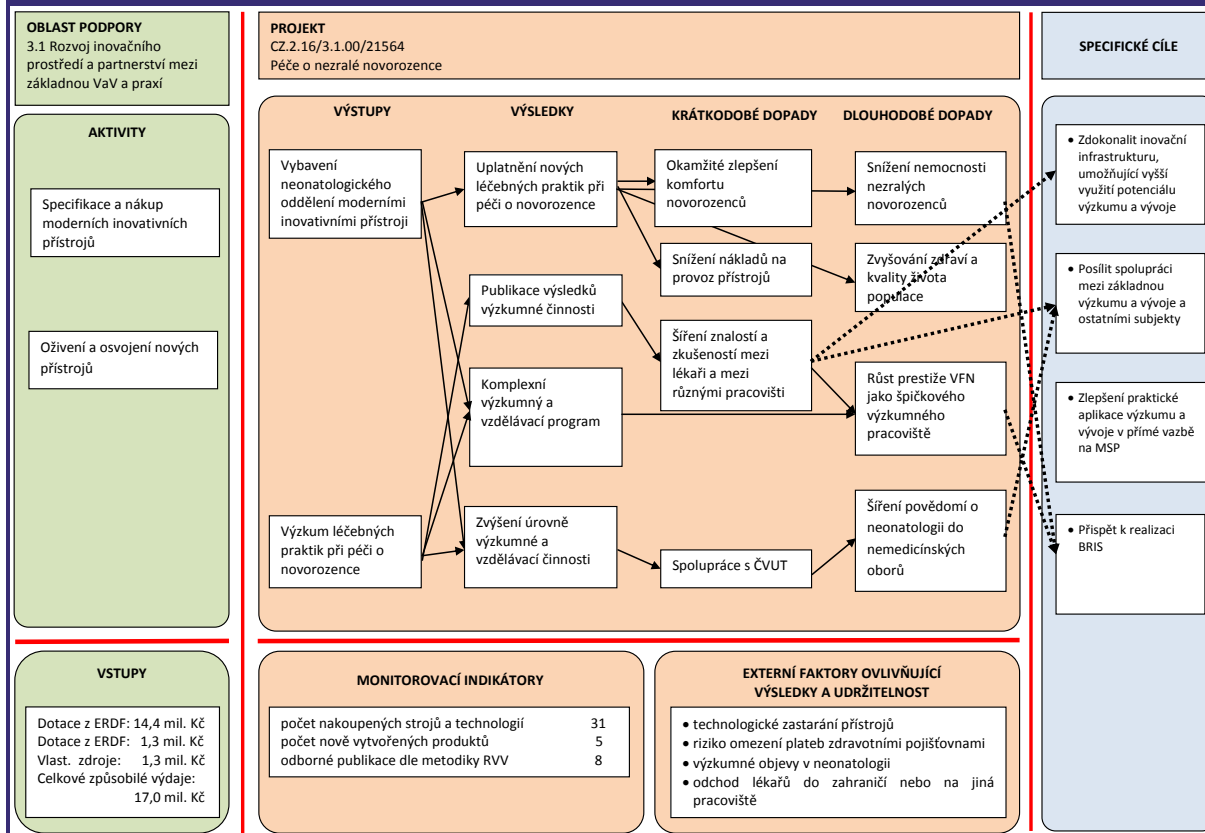 OBLAST PODPORY
3.1 Rozvoj inovačního
prostředí a partnerství mezi
základnou VaV a praxí
PROJEKT
CZ.2.16/3.1.00/21564
Péče o nezralé novorozence
SPECIFICKÉ CÍLE
AKTIVITY
Specifikace a nákup
moderních inovativních
přístrojů
Oživení a osvojení nových
přístrojů
VÝSTUPY
Vybavení
neonatologického
oddělení moderními
inovativními přístroji
Výzkum léčebných
praktik při péči o
novorozence
VÝSLEDKY
Uplatnění nových
léčebných praktik při
péči o novorozence
Publikace výsledků
výzkumné činnosti
Komplexní
výzkumný a
vzdělávací program
Zvýšení úrovně
výzkumné a
vzdělávací činnosti
KRÁTKODOBÉ DOPADY
Okamžité zlepšení
komfortu
novorozenců
Snížení nákladů na
provoz přístrojů
Šíření znalostí a
zkušeností mezi
lékaři a mezi
různými pracovišti
Spolupráce s ČVUT
DLOUHODOBÉ DOPADY
Snížení nemocnosti
nezralých
novorozenců
Zvyšování zdraví a
kvality života
populace
Růst prestiže VFN
jako špičkového
výzkumného
pracoviště
Šíření povědomí o
neonatologii do
nemedicínských
oborů
• Zdokonalit inovační
infrastrukturu,
umožňující vyšší
využití potenciálu
výzkumu a vývoje
• Posílit spolupráci
mezi základnou
výzkumu a vývoje a
ostatními subjekty
• Zlepšení praktické
aplikace výzkumu a
vývoje v přímé vazbě
na MSP
• Přispět k realizaci
BRIS
VSTUPY
Dotace z ERDF: 14,4 mil. Kč
Dotace z ERDF: 1,3 mil. Kč
Vlast. zdroje: 1,3 mil. Kč
Celkové způsobilé výdaje:
17,0 mil. Kč
MONITOROVACÍ INDIKÁTORY
počet nakoupených strojů a technologií 31
počet nově vytvořených produktů 5
odborné publikace dle metodiky RVV 8
EXTERNÍ FAKTORY OVLIVŇUJÍCÍ
VÝSLEDKY A UDRŽITELNOST
• technologické zastarání přístrojů
• riziko omezení plateb zdravotními pojišťovnami
• výzkumné objevy v neonatologii
• odchod lékařů do zahraničí nebo na jiná
pracoviště